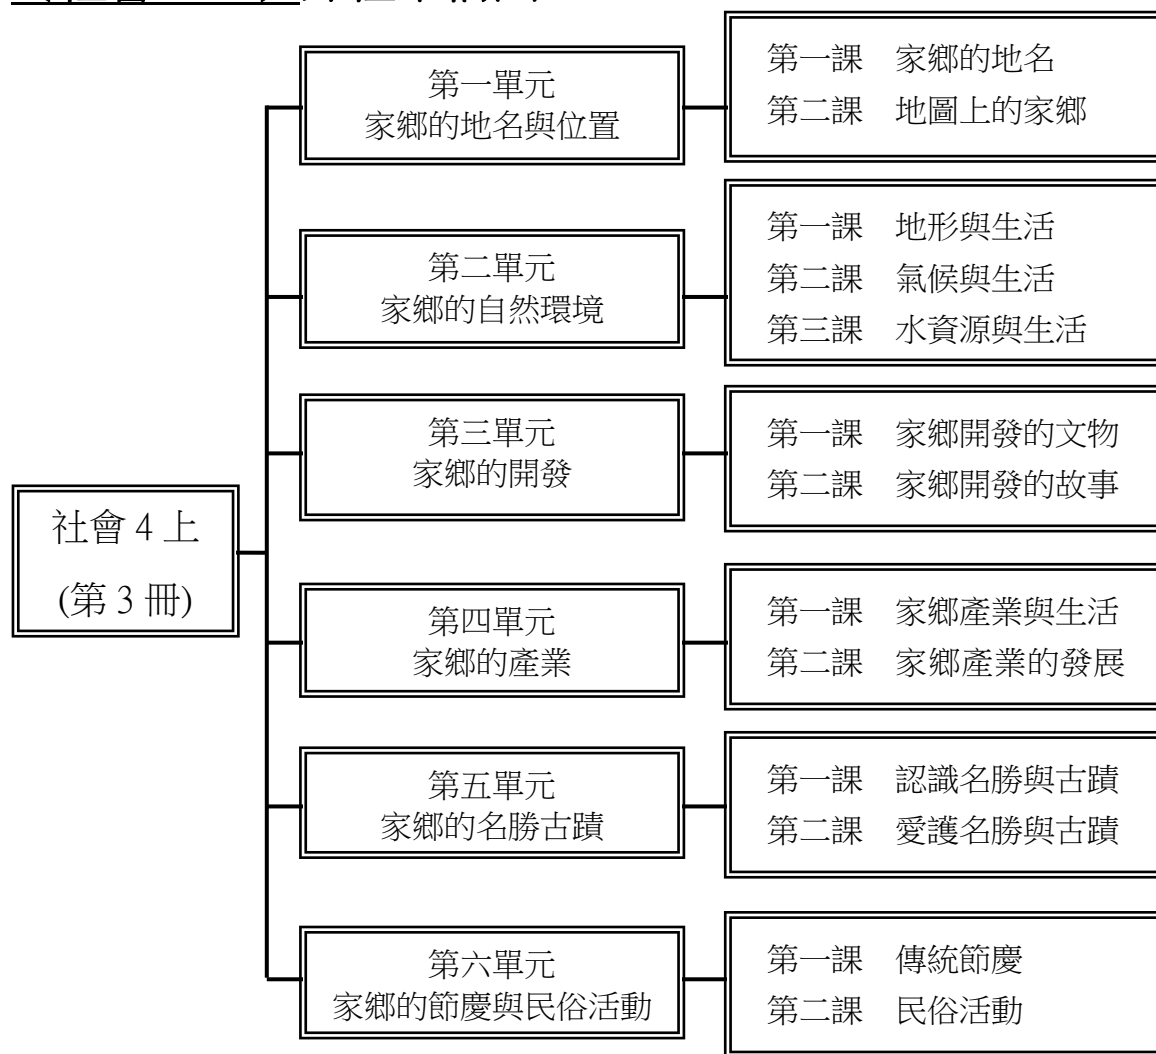 社會 4 上
(第 3 冊)
第一單元
家鄉的地名與位置
第一課 家鄉的地名
第二課 地圖上的家鄉
第二單元
家鄉的自然環境
第一課 地形與生活
第二課 氣候與生活
第三課 水資源與生活
第三單元
家鄉的開發
第一課 家鄉開發的文物
第二課 家鄉開發的故事
第四單元
家鄉的產業
第一課 家鄉產業與生活
第二課 家鄉產業的發展
第五單元
家鄉的名勝古蹟
第一課 認識名勝與古蹟
第二課 愛護名勝與古蹟
第六單元
家鄉的節慶與民俗活動
第一課 傳統節慶
第二課 民俗活動